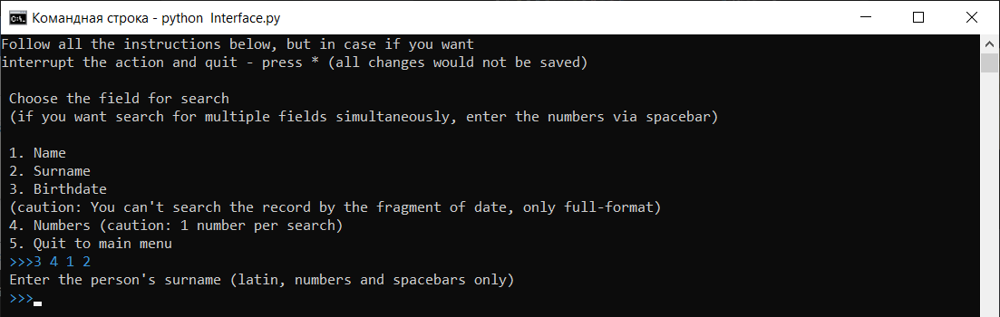 Командная строка - python Interface.py
Follow all the instructions below, but in case if you want
interrupt the action and quit - press * (all changes would not be saved)
Choose the field for search
(if you want search for multiple fields simultaneously, enter the numbers via spacebar)
1. Name
2. Surname
3. Birthdate
(caution: You can't search the record by the fragment of date, only full-format)
4. Numbers (caution: 1 number per search)
5. Quit to main menu
>>>3 4 1 2
Enter the person's surname (latin, numbers and spacebars only)
>>>